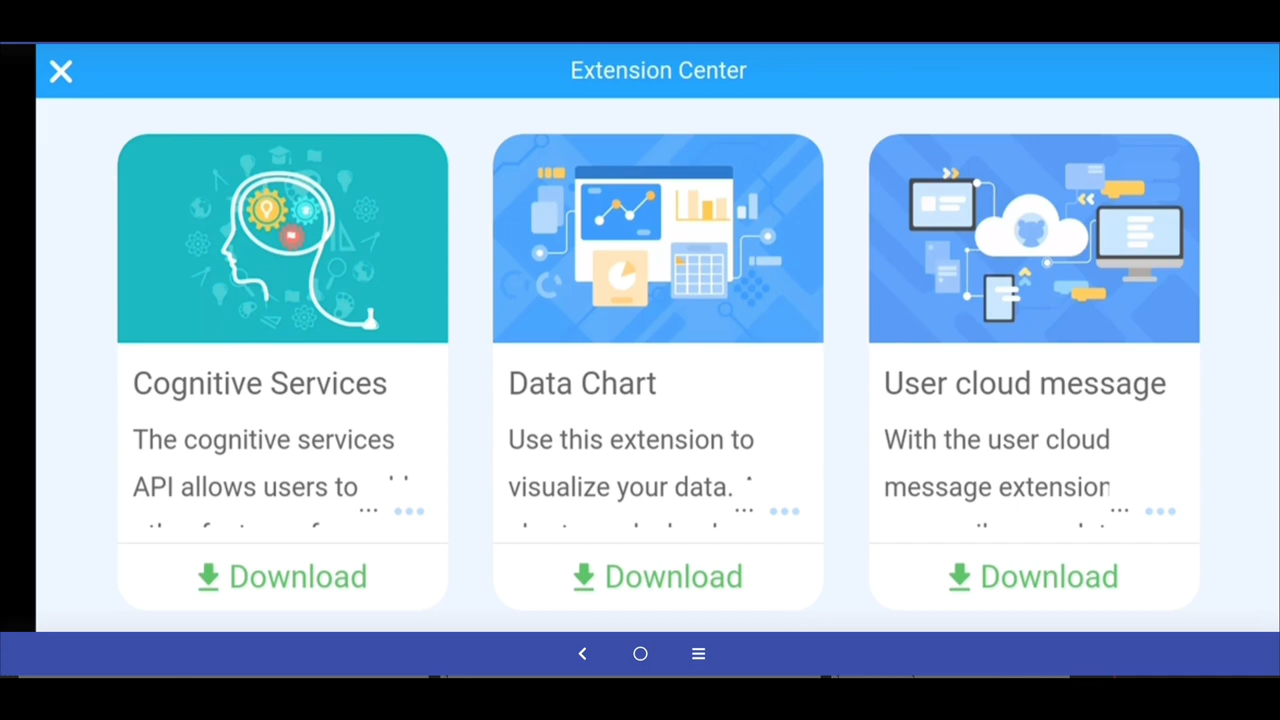 Extension Center
Cognitive Services
The cognitive services
API allows users to
...
Download
Data Chart
Use this extension to
visualize your data.
...
Download
User cloud message
With the user cloud
message extension
...
Download